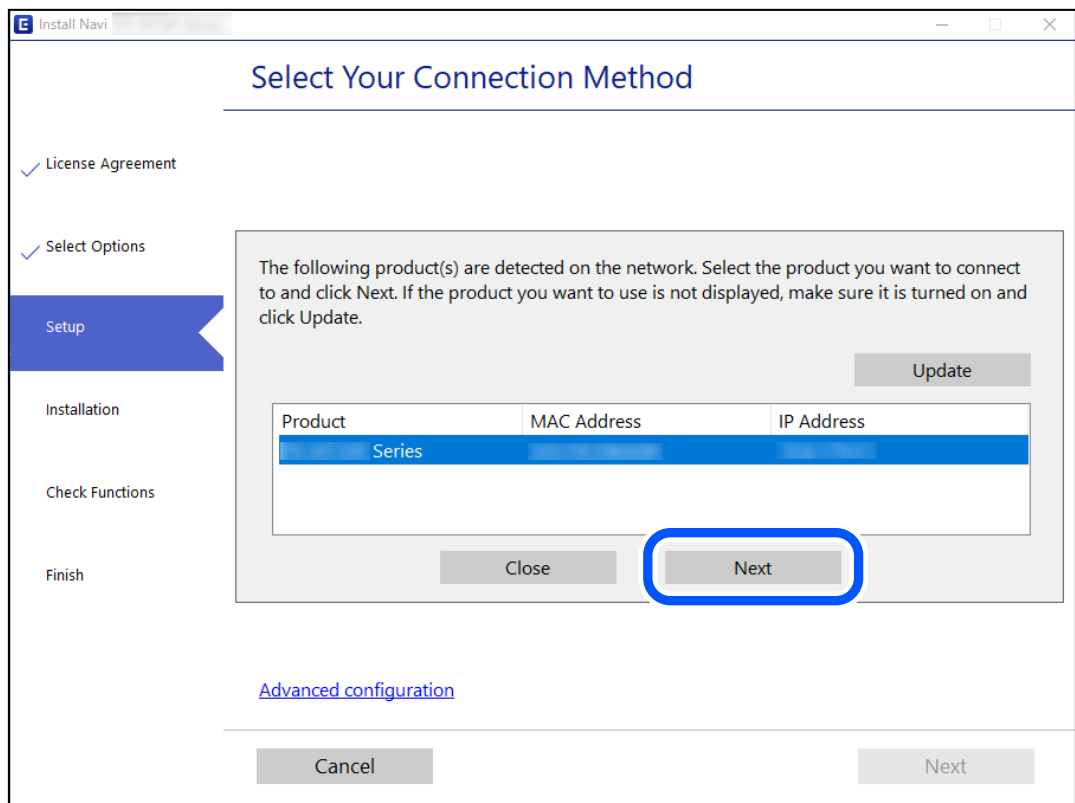 E Install Navi
Select Your Connection Method
License Agreement
Select Options
Setup
Installation
Check Functions
Finish
The following product(s) are detected on the network. Select the product you want to connect
to and click Next. If the product you want to use is not displayed, make sure it is turned on and
click Update.
Update
Product MAC Address IP Address
Series
Close Next
Advanced configuration
Cancel Next